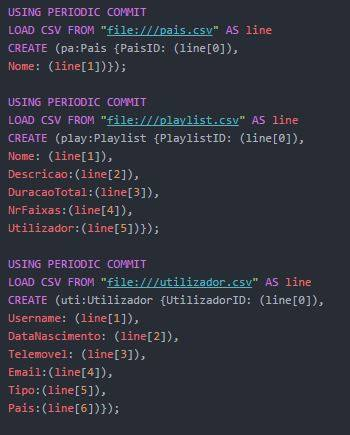 USING PERIODIC COMMIT
LOAD CSV FROM "file:///pais.csv" AS line
CREATE (pa:Pais {PaisID: (line[0]),
Nome: (line[1])});
USING PERIODIC COMMIT
LOAD CSV FROM "file:///playlist.csv" AS line
CREATE (play:Playlist {PlaylistID: (line[0]),
Nome: (line[1]),
Descricao:(line[2]),
DuracaoTotal:(line[3]),
NrFaixas:(line[4]),
Utilizador:(line[5])});
USING PERIODIC COMMIT
LOAD CSV FROM "file:///utilizador.csv" AS line
CREATE (uti:Utilizador {UtilizadorID: (line[0]),
Username: (line[1]),
DataNascimento: (line[2]),
Telemovel: (line[3]),
Email:(line[4]),
Tipo:(line[5]),
Pais:(line[6])});